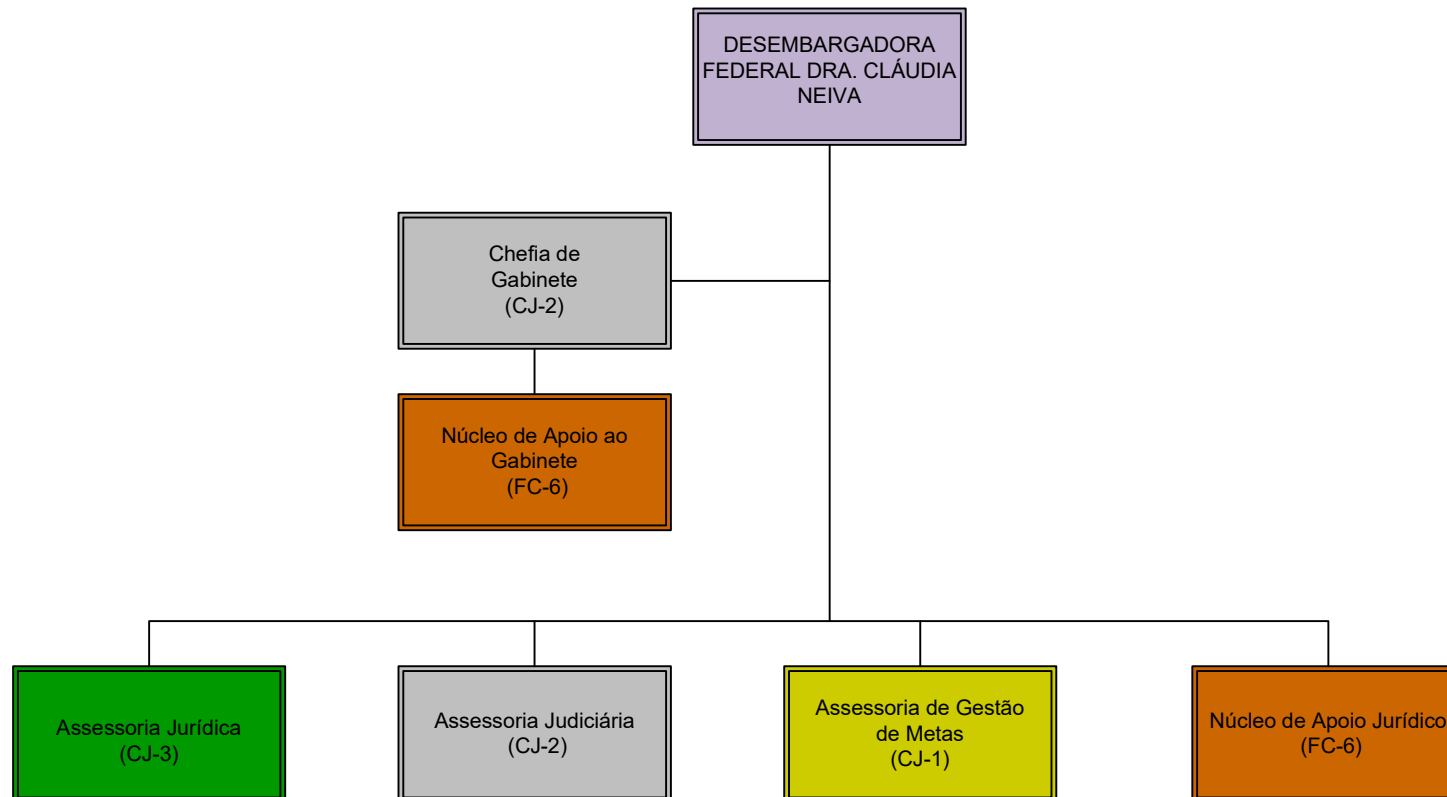 DESEMBARGADORA
FEDERAL DRA. CLÁUDIA
NEIVA
Chefia de
Gabinete
(CJ-2)
Núcleo de Apoio ao
Gabinete
(FC-6)
Assessoria Jurídica
(CJ-3)
Assessoria Judiciária
(CJ-2)
Assessoria de Gestão
de Metas
(CJ-1)
Núcleo de Apoio Jurídico
(FC-6)